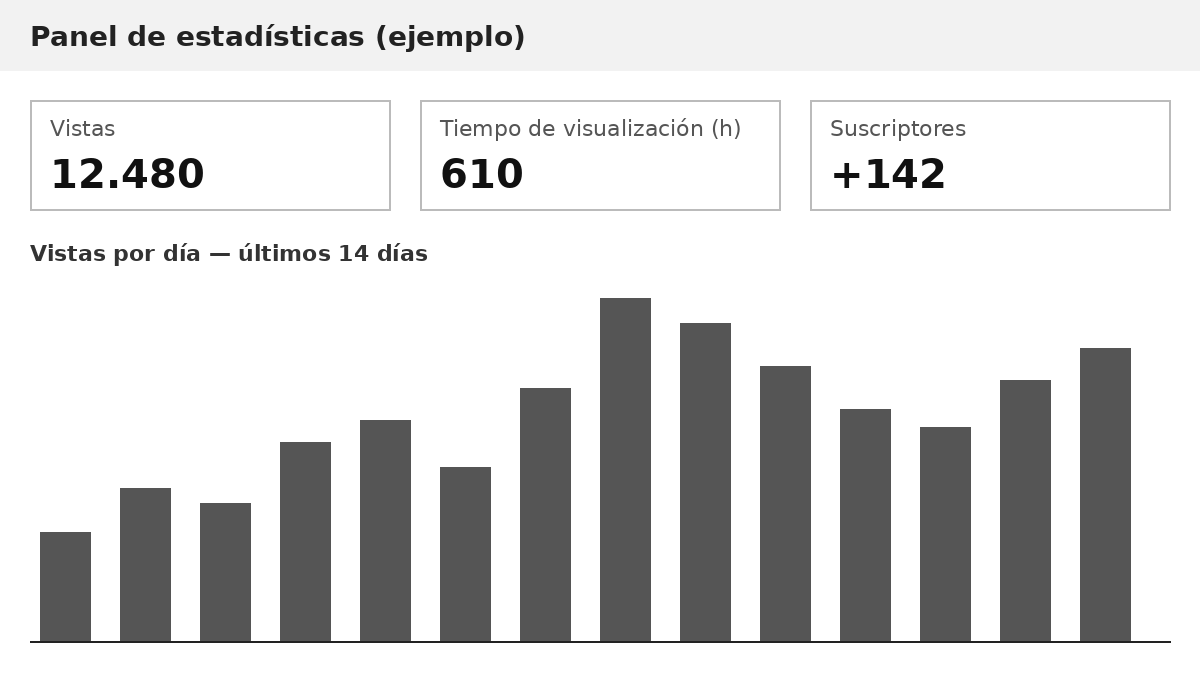 Panel de estadísticas (ejemplo)
Vistas
12.480
Tiempo de visualización (h)
610
Suscriptores
+142
Vistas por día — últimos 14 días